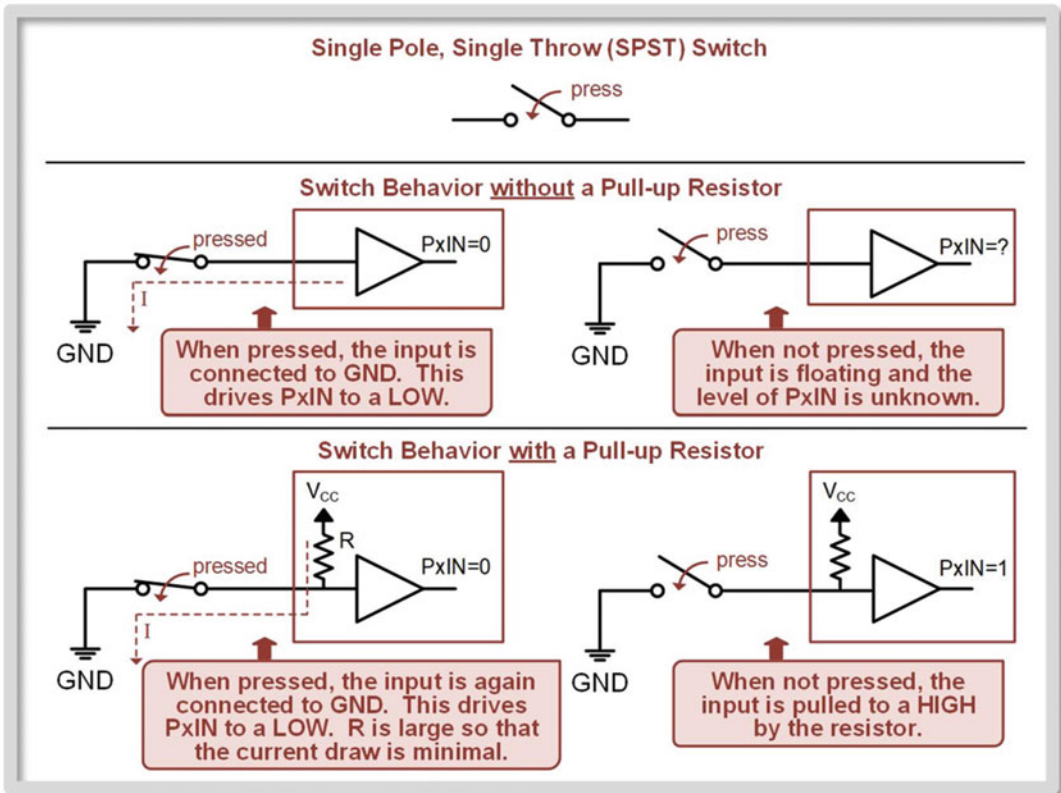 Single Pole, Single Throw (SPST) Switch
press
Switch Behavior without a Pull-up Resistor
pressed
PxIN=0
I
GND
When pressed, the input is
connected to GND. This
drives PxIN to a LOW.
press
PxIN=?
GND
When not pressed, the
input is floating and the
level of PxIN is unknown.
Switch Behavior with a Pull-up Resistor
VCC
R
pressed
PxIN=0
I
GND
When pressed, the input is again
connected to GND. This drives
PxIN to a LOW. R is large so that
the current draw is minimal.
VCC
press
PxIN=1
GND
When not pressed, the
input is pulled to a HIGH
by the resistor.